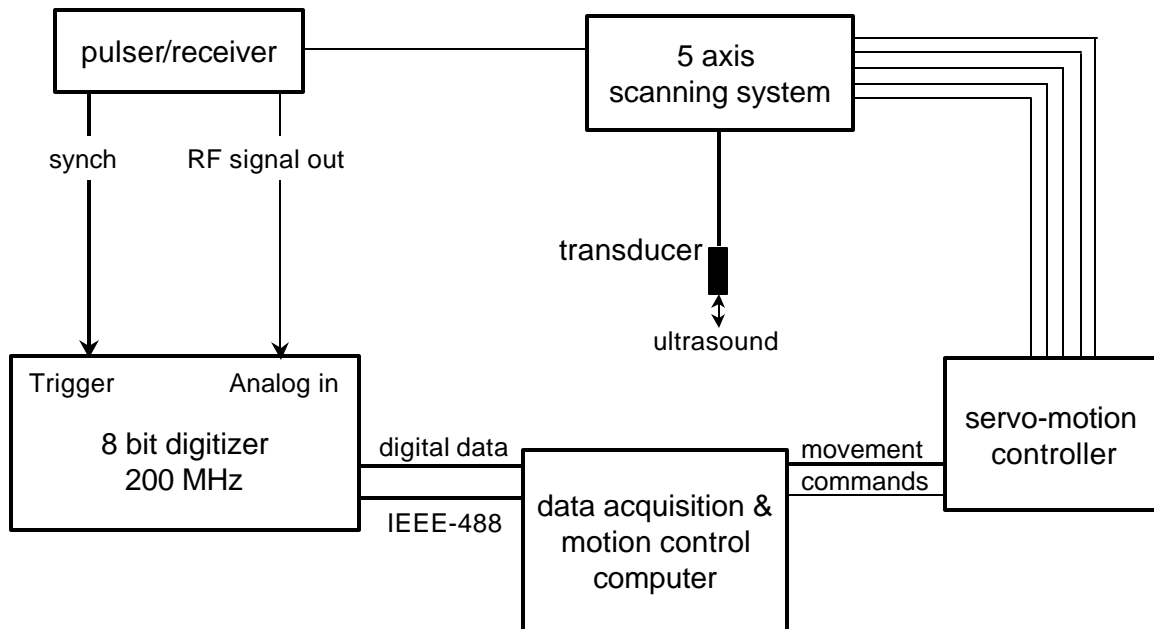 pulser/receiver
5 axis
scanning system
synch
RF signal out
transducer
ultrasound
Trigger
Analog in
8 bit digitizer
200 MHz
digital data
IEEE-488
data acquisition &
motion control
computer
movement
commands
servo-motion
controller